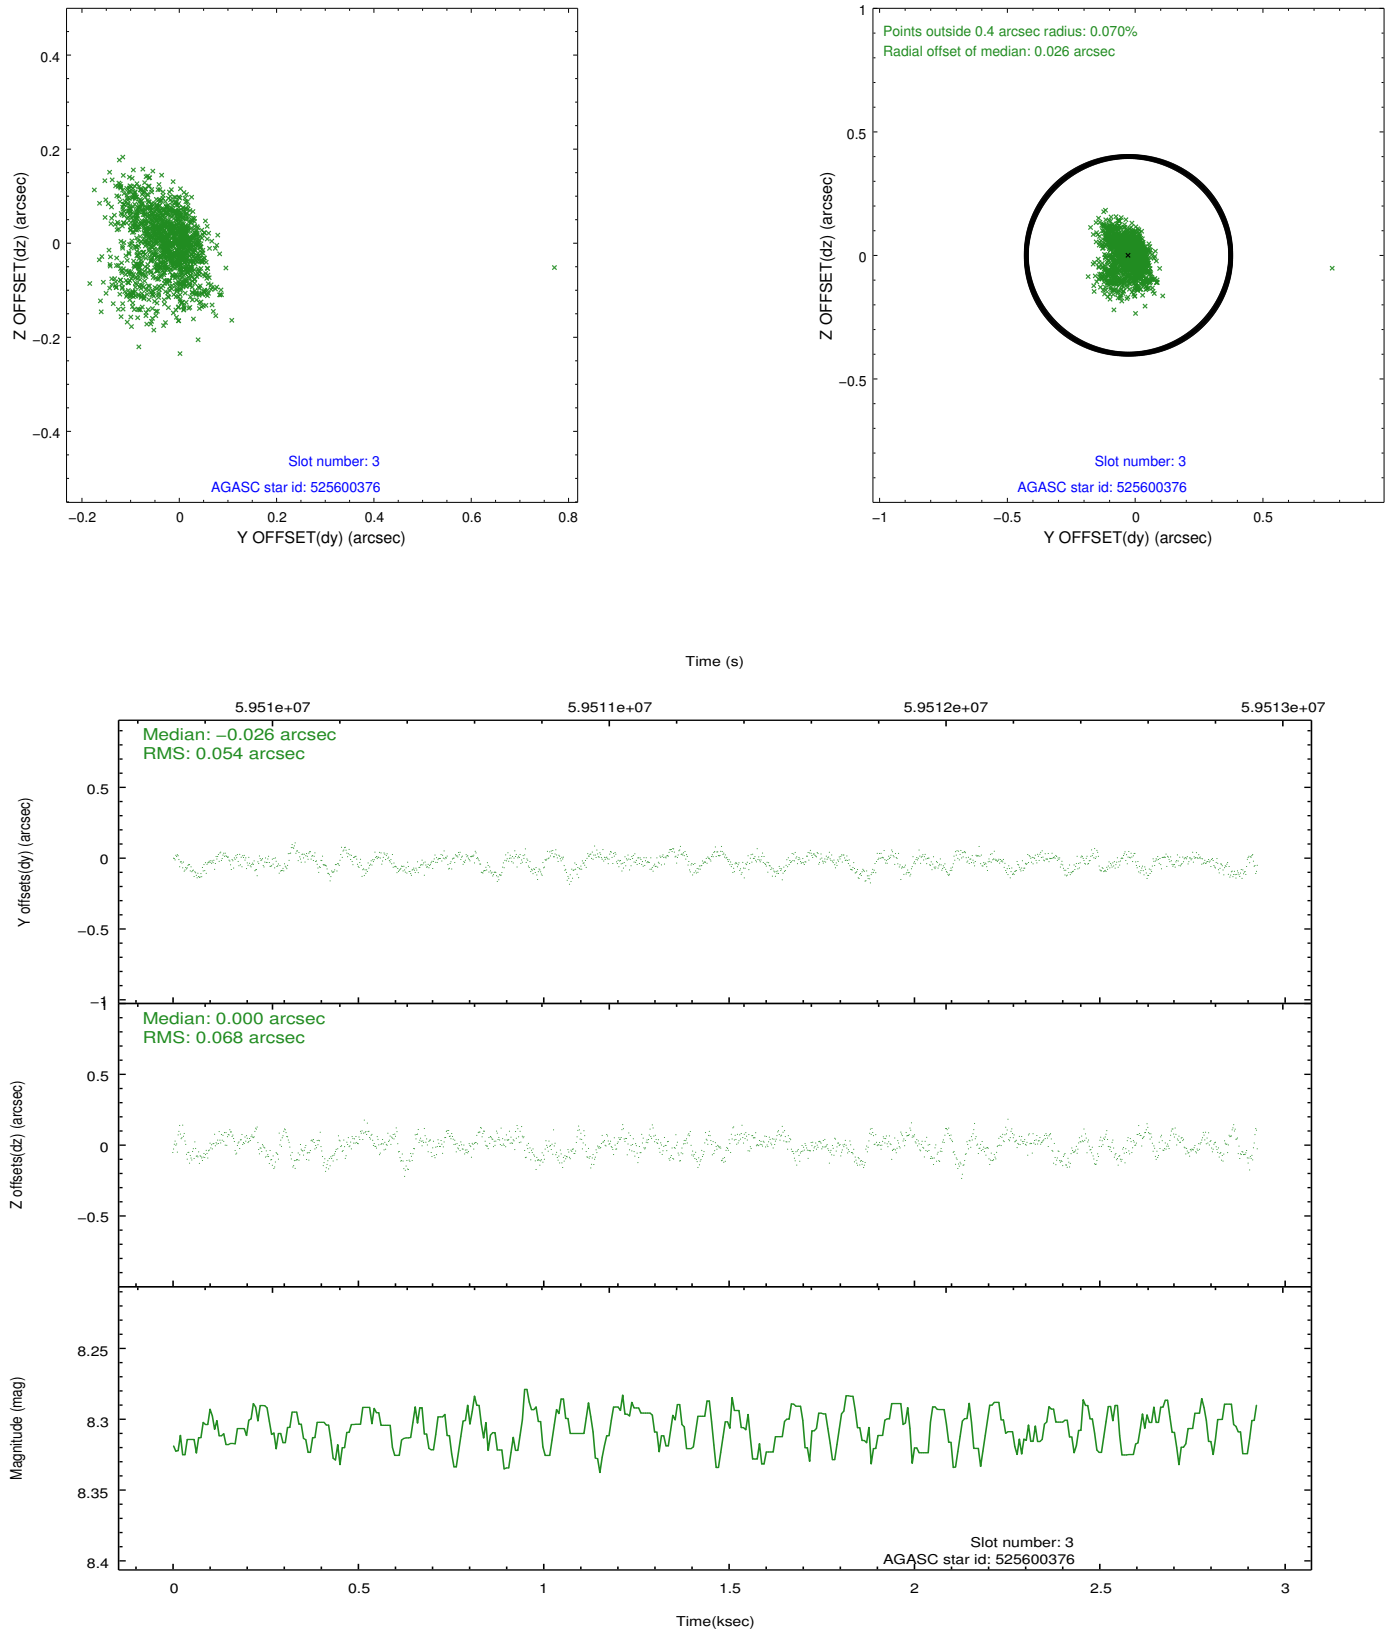 0.4
0.2
0
−0.2
−0.4
Z OFFSET(dz) (arcsec)
Slot number: 3
AGASC star id: 525600376
−0.2 0 0.2 0.4 0.6 0.8
Y OFFSET(dy) (arcsec)
1
0.5
0
−0.5
Z OFFSET(dz) (arcsec)
Points outside 0.4 arcsec radius: 0.070%
Radial offset of median: 0.026 arcsec
Slot number: 3
AGASC star id: 525600376
−1 −0.5 0 0.5
Y OFFSET(dy) (arcsec)
Time (s)
5.951e+07 5.9511e+07 5.9512e+07 5.9513e+07
Median: −0.026 arcsec
RMS: 0.054 arcsec
0.5
0
−0.5
−1
Y offsets(dy) (arcsec)
1
Median: 0.000 arcsec
RMS: 0.068 arcsec
0.5
0
−0.5
Z offsets(dz) (arcsec)
8.25
8.3
8.35
8.4
Magnitude (mag)
Slot number: 3
AGASC star id: 525600376
0 0.5 1 1.5 2 2.5 3
Time(ksec)